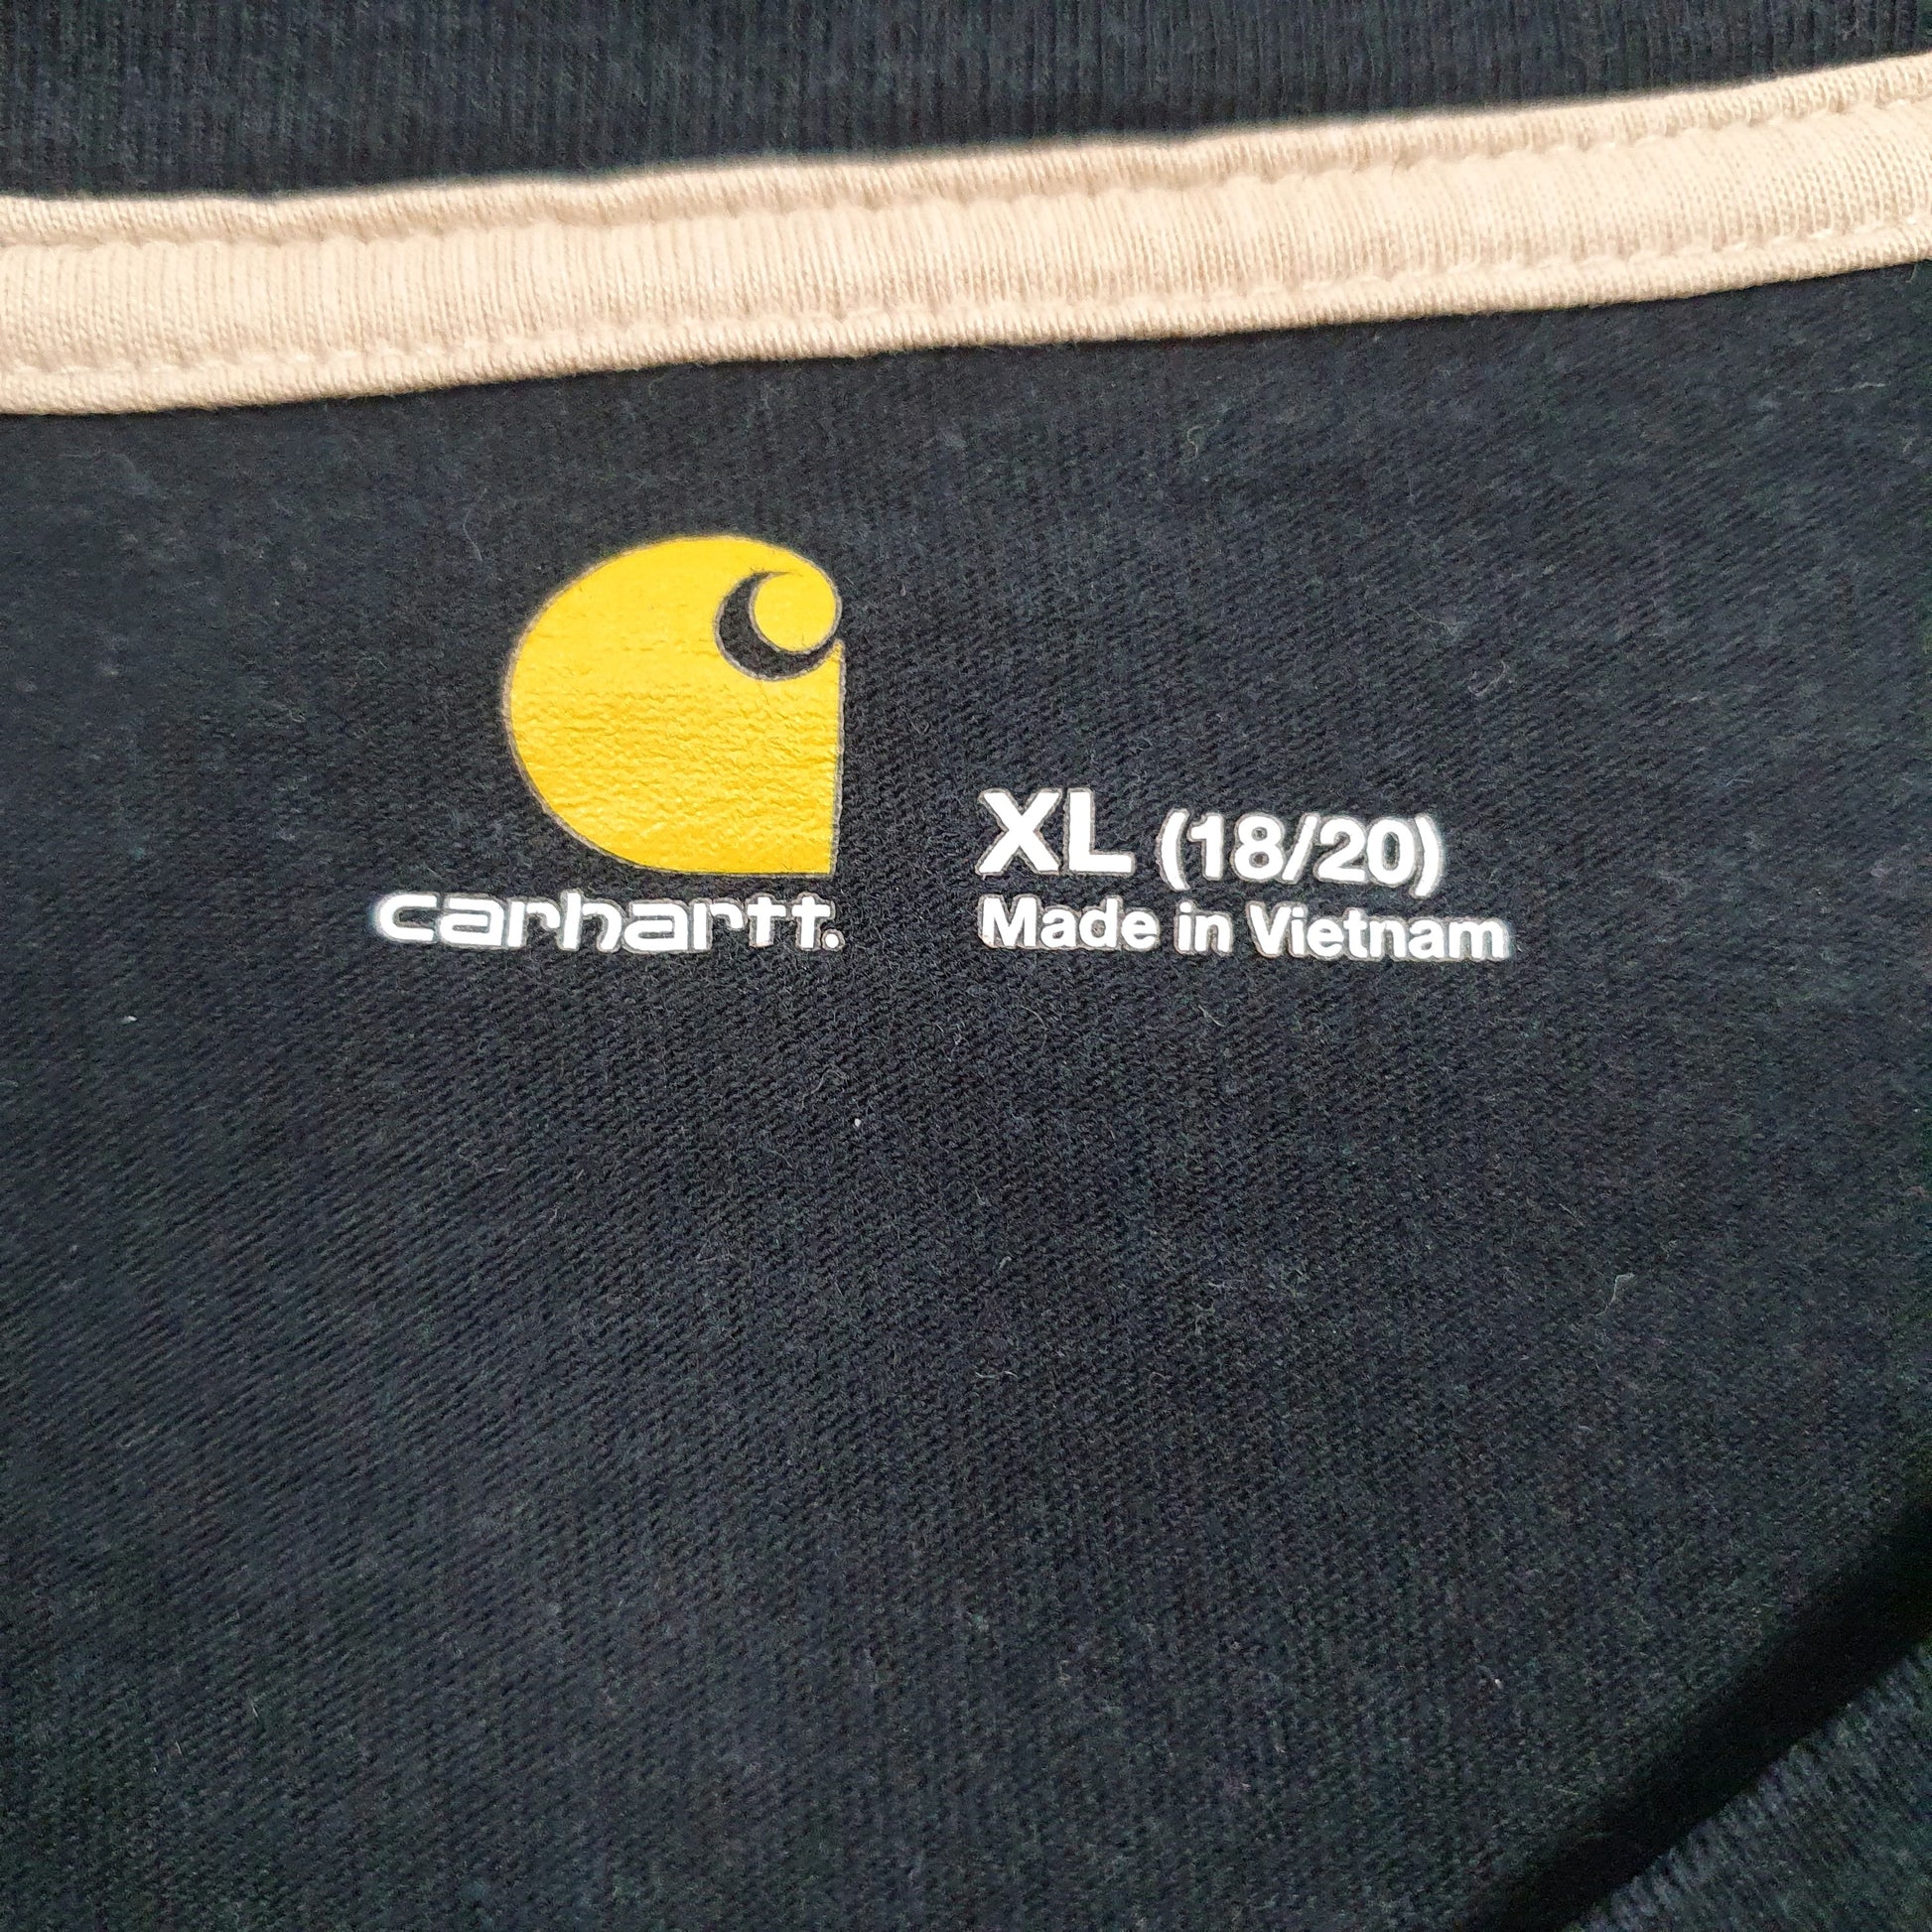 carhartt.
XL (18/20)
Made in Vietnam